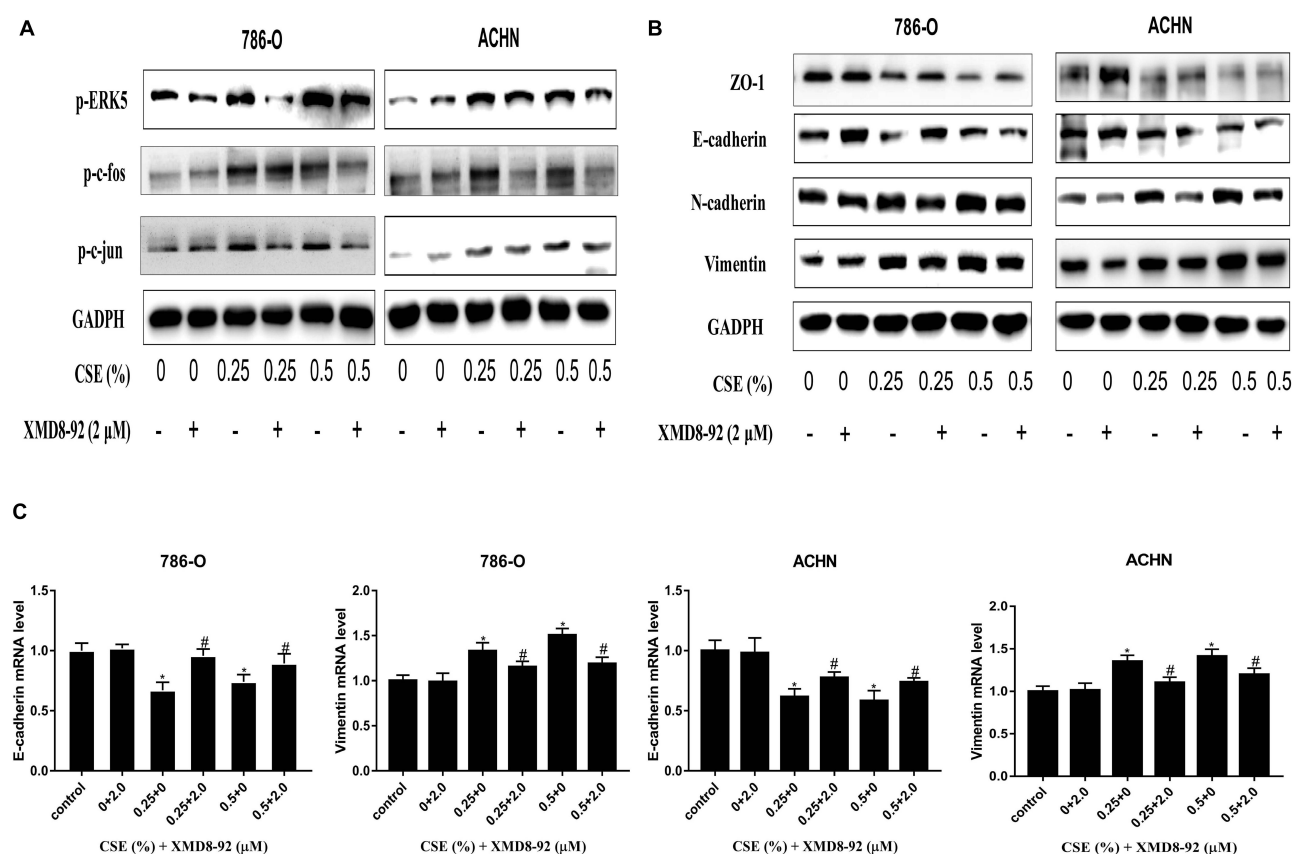 A
786-O ACHN
p-ERK5
p-c-fos
p-c-jun
GADPH
CSE (%) 0 0 0.25 0.25 0.5 0.5 0 0 0.25 0.25 0.5 0.5
XMD8-92 (2 μM) - + - + - + - + - + - +
B
786-O ACHN
ZO-1
E-cadherin
N-cadherin
Vimentin
GADPH
CSE (%) 0 0 0.25 0.25 0.5 0.5 0 0 0.25 0.25 0.5 0.5
XMD8-92 (2 μM) - + - + - + - + - + - +
C
786-O
E-cadherin mRNA level
1.5
1.0
0.5
0.0
* # * #
control 0+2.0 0.25+0 0.25+2.0 0.5+0 0.5+2.0
CSE (%) + XMD8-92 (μM)
786-O
Vimentin mRNA level
2.0
1.5
1.0
0.5
0.0
* # * #
control 0+2.0 0.25+0 0.25+2.0 0.5+0 0.5+2.0
CSE (%) + XMD8-92 (μM)
ACHN
E-cadherin mRNA level
1.5
1.0
0.5
0.0
* # * #
control 0+2.0 0.25+0 0.25+2.0 0.5+0 0.5+2.0
CSE (%) + XMD8-92 (μM)
ACHN
Vimentin mRNA level
2.0
1.5
1.0
0.5
0.0
* # * #
control 0+2.0 0.25+0 0.25+2.0 0.5+0 0.5+2.0
CSE (%) + XMD8-92 (μM)